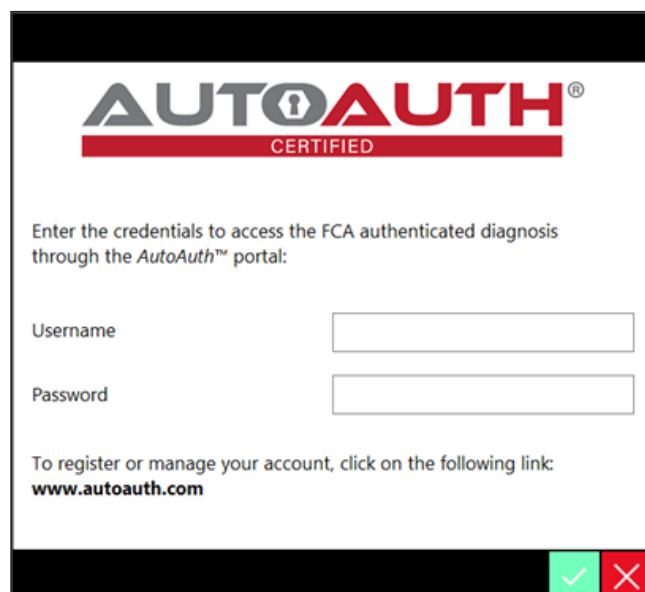 AUTOAUTH®
CERTIFIED
Enter the credentials to access the FCA authenticated diagnosis
through the AutoAuth™ portal:
Username
Password
To register or manage your account, click on the following link:
www.autoauth.com